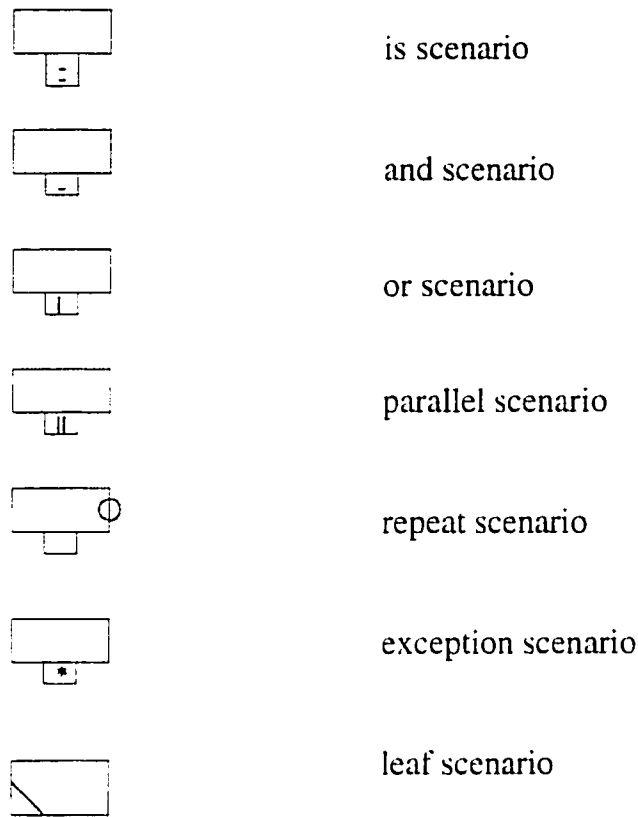 is scenario
and scenario
or scenario
parallel scenario
repeat scenario
exception scenario
leaf scenario